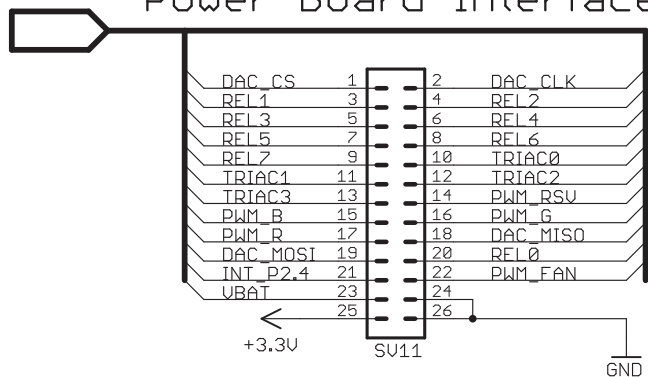 Power Board Interface
DAC_CS 1 2 DAC_CLK
REL1 3 4 REL2
REL3 5 6 REL4
REL5 7 8 REL6
REL7 9 10 TRIAC0
TRIAC1 11 12 TRIAC2
TRIAC3 13 14 PWM_RSV
PWM_B 15 16 PWM_G
PWM_R 17 18 DAC_MISO
DAC_MOSI 19 20 REL0
INT_P2.4 21 22 PWM_FAN
VBAT 23 24
25 26
+3.3V SV11
GND